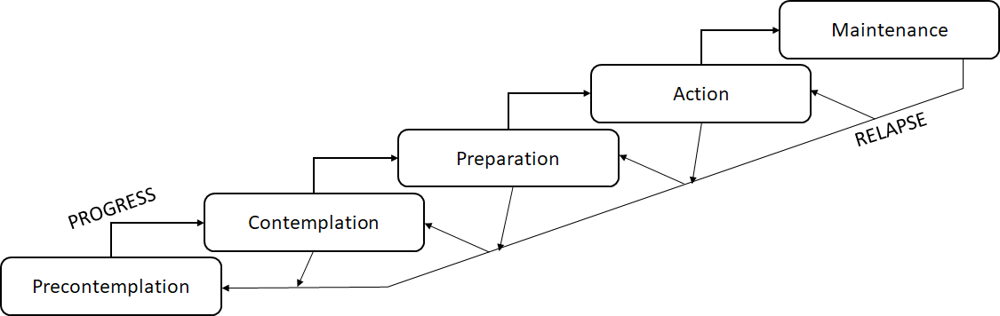 Maintenance
Action
RELAPSE
Preparation
PROGRESS
Contemplation
Precontemplation